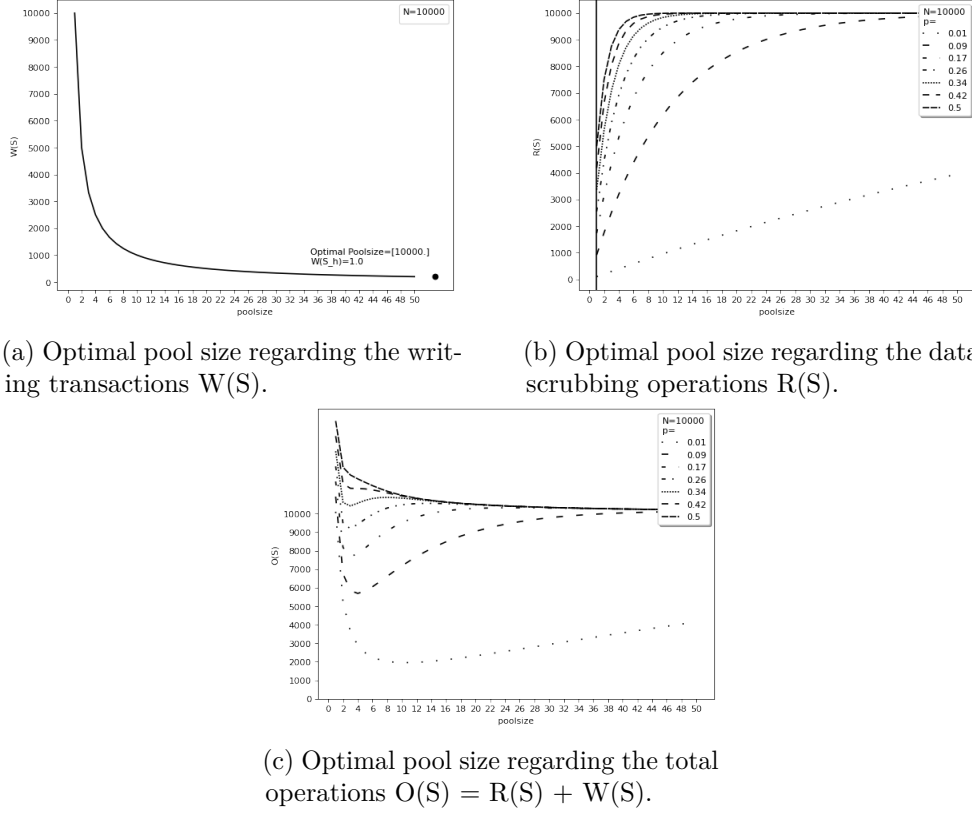 N=10000
10000
9000
8000
7000
6000
5000
4000
3000
2000
1000
0
W(S)
Optimal Poolsize=[10000.]
W(S_h)=1.0
0 2 4 6 8 10 12 14 16 18 20 22 24 26 28 30 32 34 36 38 40 42 44 46 48 50
poolsize
N=10000
p=
0.01
0.09
0.17
0.26
0.34
0.42
0.5
10000
9000
8000
7000
6000
5000
4000
3000
2000
1000
0
R(S)
0 2 4 6 8 10 12 14 16 18 20 22 24 26 28 30 32 34 36 38 40 42 44 46 48 50
poolsize
(a) Optimal pool size regarding the writ-
ing transactions W(S).
(b) Optimal pool size regarding the data
scrubbing operations R(S).
N=10000
p=
0.01
0.09
0.17
0.26
0.34
0.42
0.5
10000
9000
8000
7000
6000
5000
4000
3000
2000
1000
0
O(S)
0 2 4 6 8 10 12 14 16 18 20 22 24 26 28 30 32 34 36 38 40 42 44 46 48 50
poolsize
(c) Optimal pool size regarding the total
operations O(S) = R(S) + W(S).